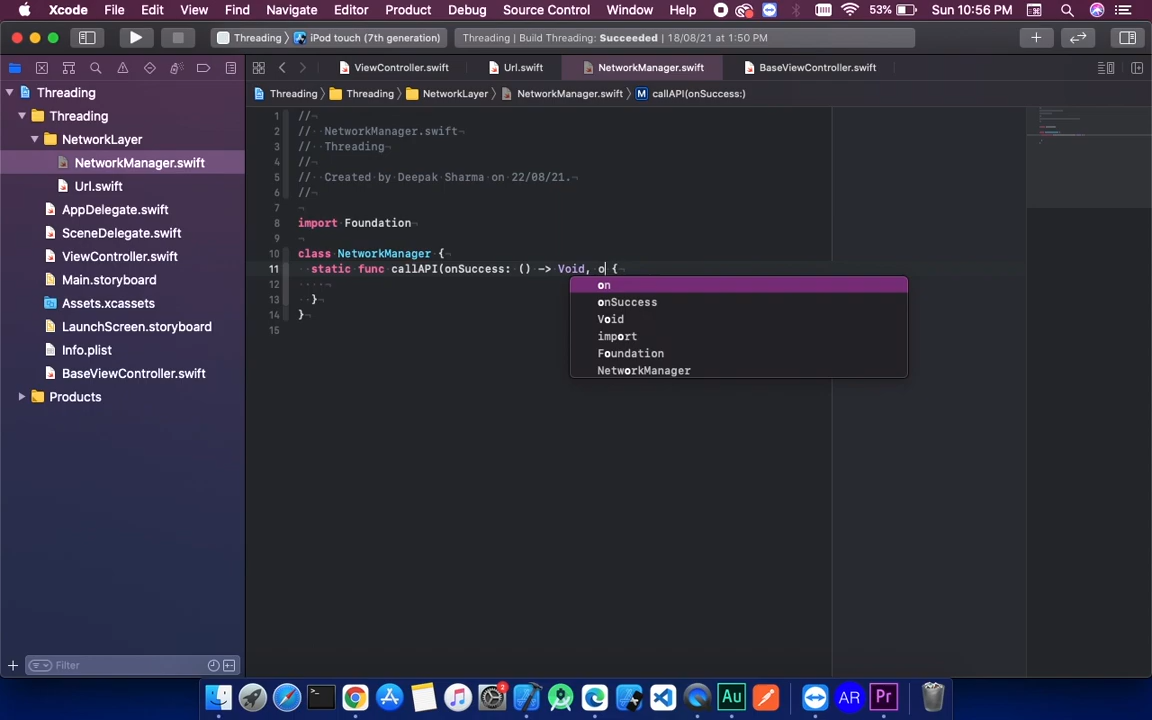 Xcode File Edit View Find Navigate Editor Product Debug Source Control Window Help 53% Sun 10:56 PM
Threading iPod touch (7th generation) Threading | Build Threading: Succeeded | 18/08/21 at 1:50 PM
ViewController.swift Url.swift NetworkManager.swift BaseViewController.swift
Threading Threading NetworkLayer NetworkManager.swift M callAPI(onSuccess:)
Threading
Threading
NetworkLayer
NetworkManager.swift
Url.swift
AppDelegate.swift
SceneDelegate.swift
ViewController.swift
Main.storyboard
Assets.xcassets
LaunchScreen.storyboard
Info.plist
BaseViewController.swift
Products
Filter
1 //
2 // NetworkManager.swift
3 // Threading
4 //
5 // Created by Deepak Sharma on 22/08/21.
6 //
7
8 import Foundation
9
10 class NetworkManager {
11 static func callAPI(onSuccess: () -> Void, o {
12
13 }
14 }
15
on
onSuccess
Void
import
Foundation
NetworkManager
2 Au AR Pr